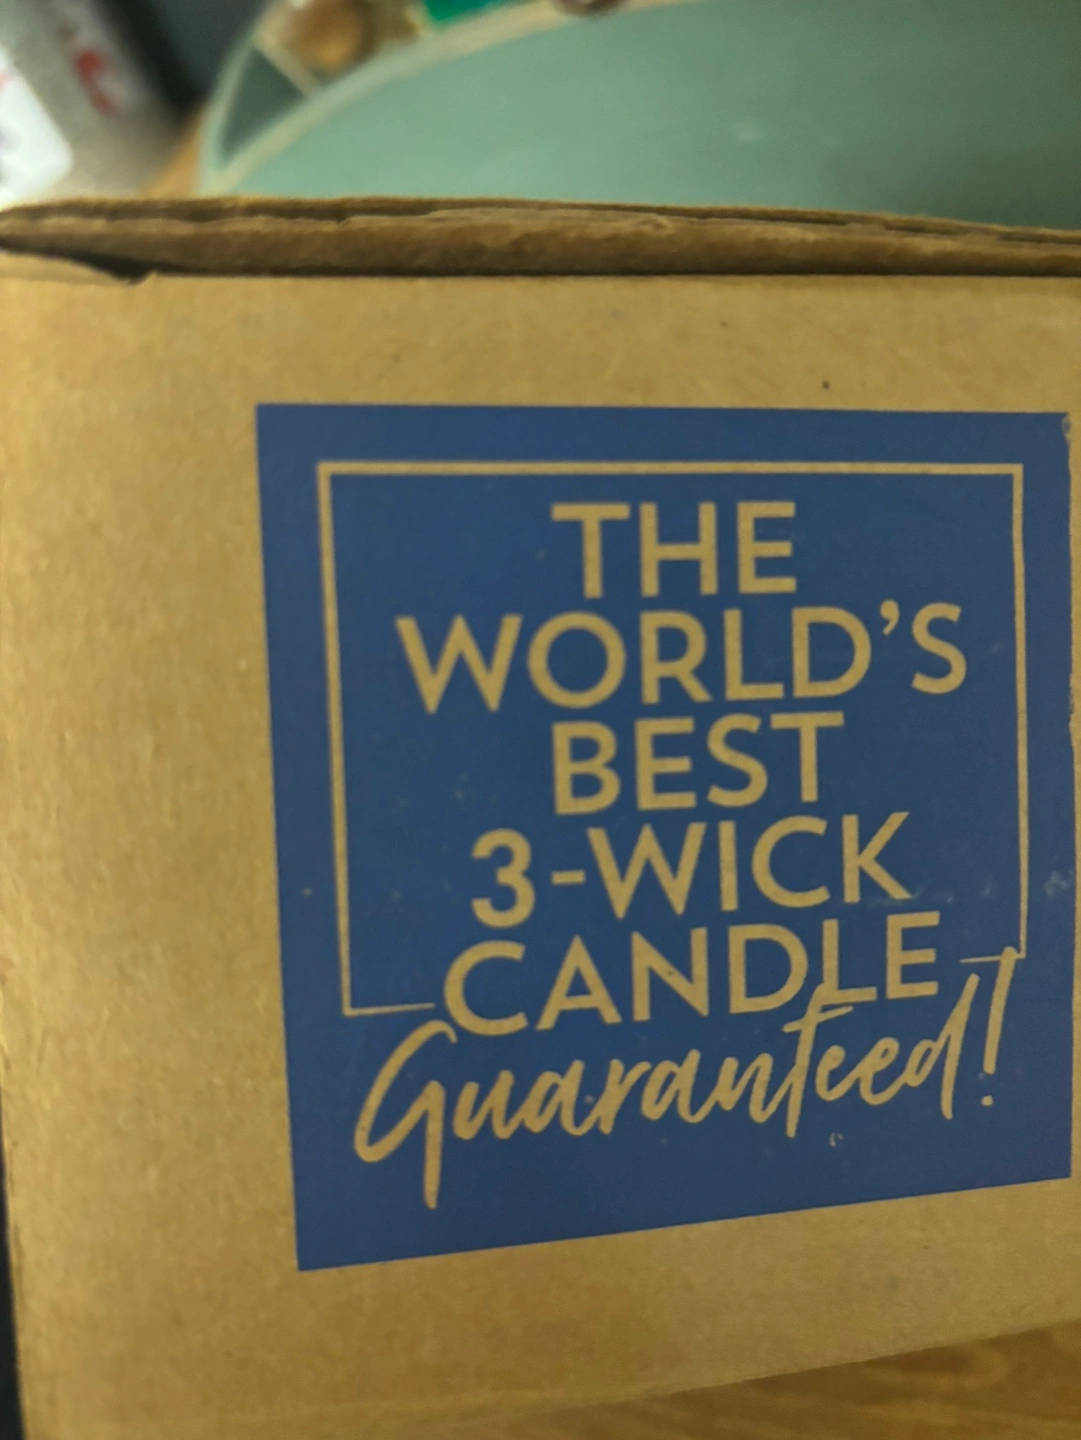 THE
WORLD'S
BEST
3-WICK
CANDLE
Guaranteed!